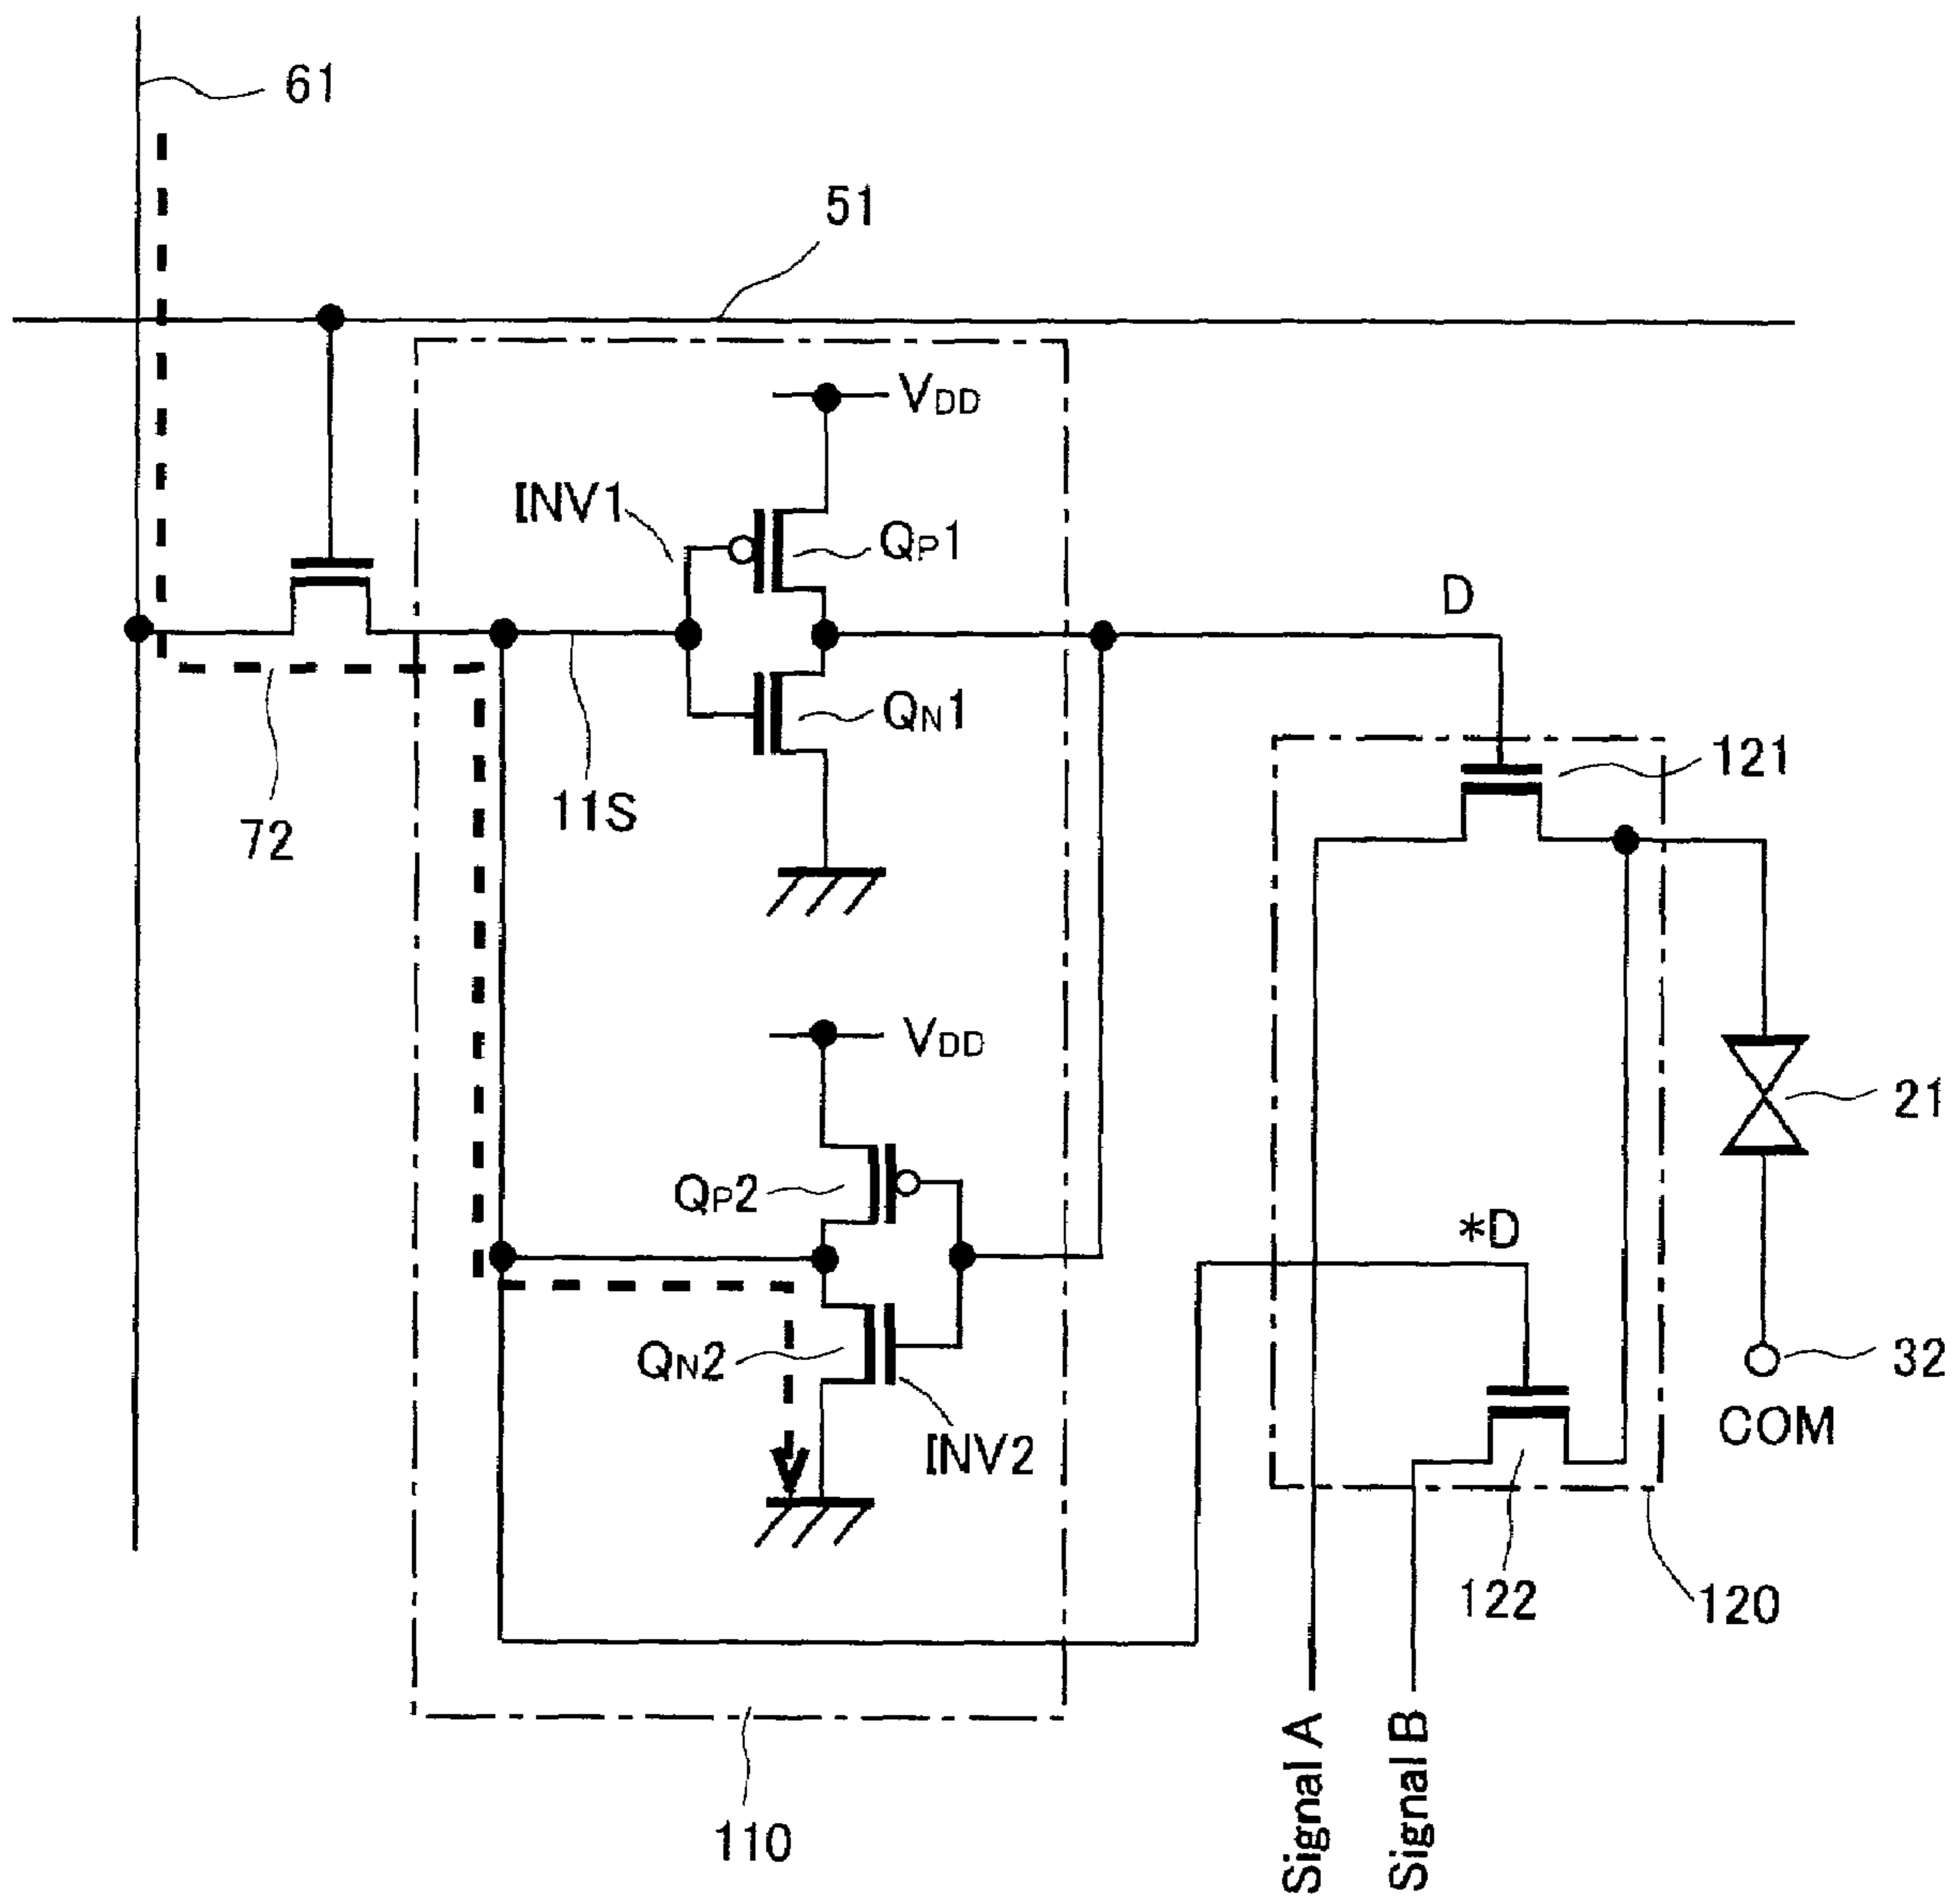 61
51
VDD
INV1
QP1
D
QN1
121
11S
72
VDD
21
QP2
*D
QN2
32
INV2
COM
122
120
Signal A
Signal B
110